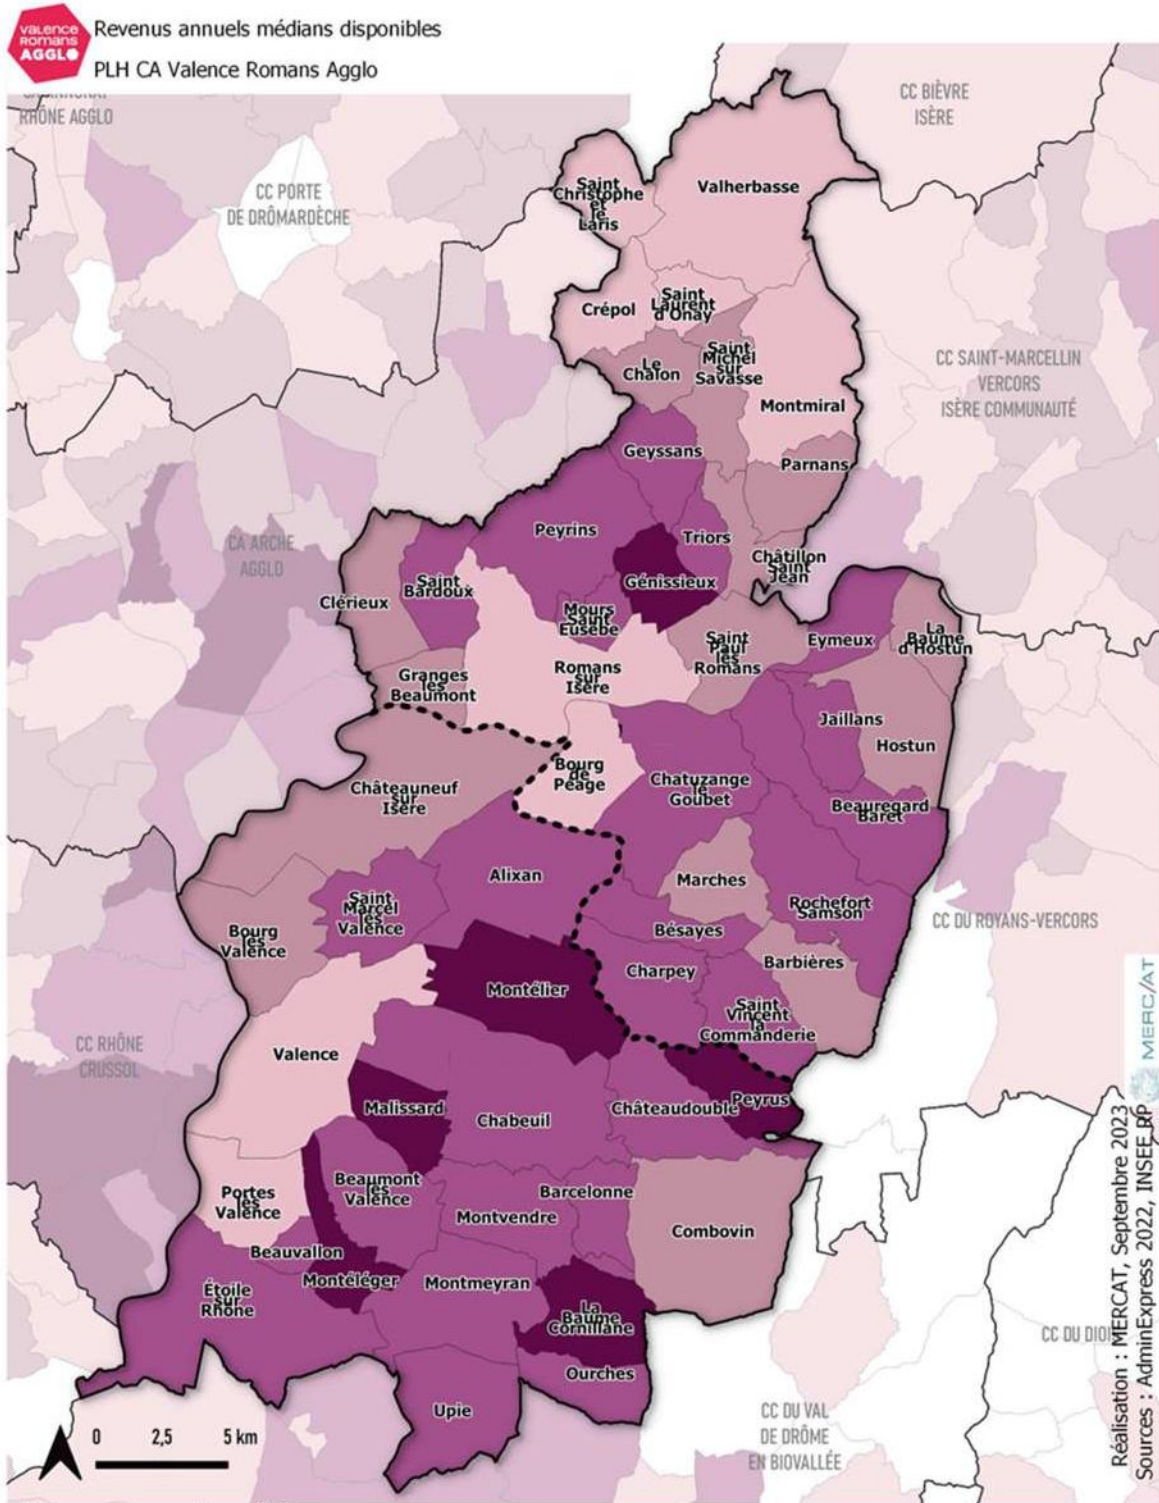 valence
Romans
AGGLO
Revenus annuels médians disponibles
PLH CA Valence Romans Agglo
RHÔNE AGGLO
CC BIÈVRE
ISÈRE
CC PORTE
DE DRÔMARDÈCHE
Saint
Christophe
et
le
Laris
Valherbasse
Crépol
Saint
Laurent
d'Onay
Le
Chalon
Saint
Michel
sur
Savasse
CC SAINT-MARCELLIN
VERCORS
ISÈRE COMMUNAUTÉ
Montmiral
Geyssans
Parnans
Peyrins
Triors
CA ARCHE
AGGLO
Châtillon
Saint
Jean
Génissieux
Saint
Bardoux
Clérieux
Mours
Saint
Eusèbe
Saint
Paul
lès
Romans
Eymeux
La
Baume
d'Hostun
Romans
sur
Isère
Granges
les
Beaumont
Jaillans
Hostun
Bourg
de
Péage
Chatuzange
le
Goubet
Châteauneuf
sur
Isère
Beauregard
Baret
Alixan
Marches
Saint
Marcel
lès
Valence
Rochefort
Samson
CC DU ROYANS-VERCORS
Bourg
lès
Valence
Bésayes
Charpey
Barbières
Montélier
Saint
Vincent
la
Commanderie
CC RHÔNE
CRUSSOL
Valence
Malissard
Chabeuil
Châteaudouble
Peyrus
Portes
lès
Valence
Beaumont
lès
Valence
Barcelonne
Montvendre
Combovin
Beauvallon
Montéléger
Montmeyran
Étoile
sur
Rhône
La
Baume
Cornillane
Ourches
Upie
CC DU DIOI
CC DU VAL
DE DRÔME
EN BIOVALLÉE
0 2,5 5 km
MERC/AT
Réalisation : MERCAT, Septembre 2023
Sources : AdminExpress 2022, INSEE RP